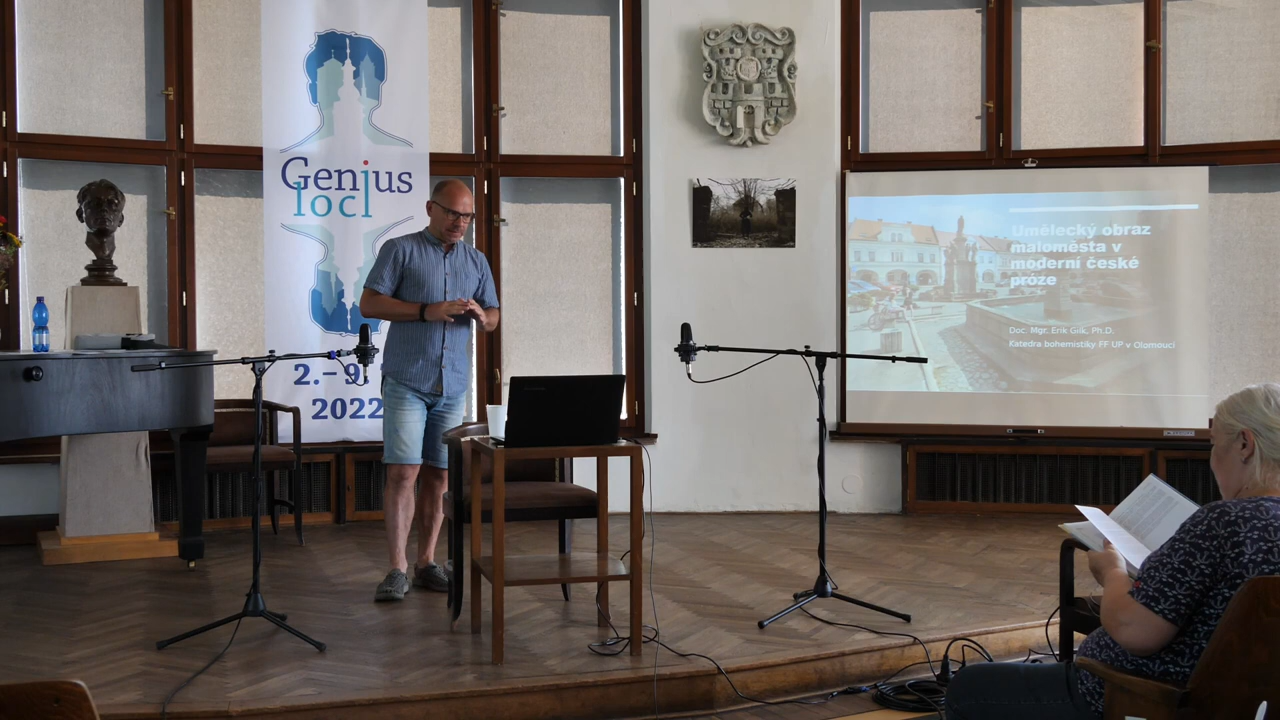 Genius
loci
2.–9
2022
Umělecký obraz
maloměsta v
moderní české
próze
Doc. Mgr. Erik Gilk, Ph.D.
Katedra bohemistiky FF UP v Olomouci